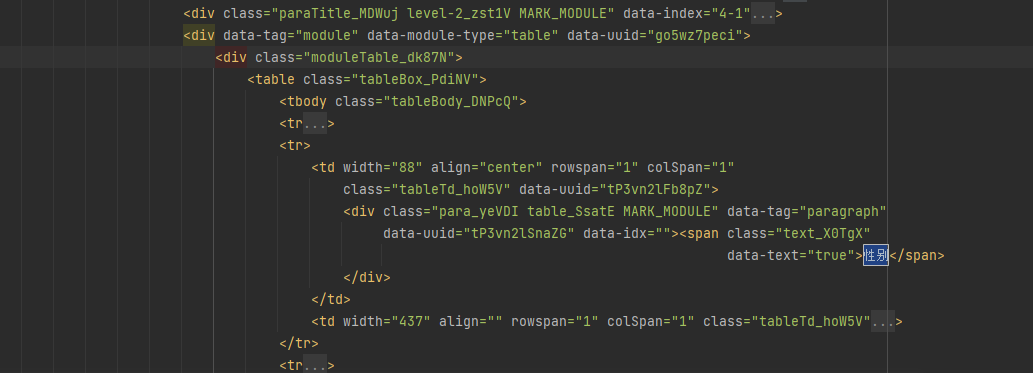 <div class="paraTitle_MDWuj level-2_zst1V MARK_MODULE" data-index="4-1"...>
<div data-tag="module" data-module-type="table" data-uuid="go5wz7peci">
<div class="moduleTable_dk87N">
<table class="tableBox_PdiNV">
<tbody class="tableBody_DNPcQ">
<tr...>
<tr>
<td width="88" align="center" rowspan="1" colSpan="1"
class="tableTd_hoW5V" data-uuid="tP3vn2lFb8pZ">
<div class="para_yeVDI table_SsatE MARK_MODULE" data-tag="paragraph"
data-uuid="tP3vn2lSnaZG" data-idx=""><span class="text_X0TgX"
data-text="true">性别</span>
</div>
</td>
<td width="437" align="" rowspan="1" colSpan="1" class="tableTd_hoW5V"...>
</tr>
<tr...>